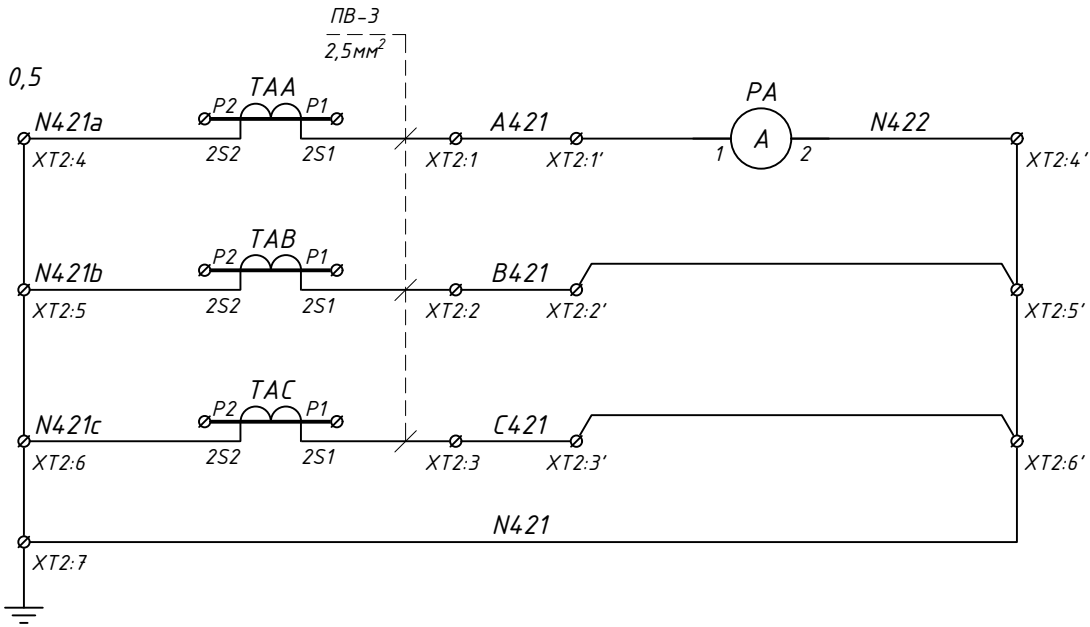 ПВ-3
2,5мм²
0,5
TAA
PA
P2 P1
N421a A421 N422
1 A 2
XT2:4 2S2 2S1 XT2:1 XT2:1' XT2:4'
TAB
P2 P1
N421b B421
XT2:5 2S2 2S1 XT2:2 XT2:2' XT2:5'
TAC
P2 P1
N421c C421
XT2:6 2S2 2S1 XT2:3 XT2:3' XT2:6'
N421
XT2:7